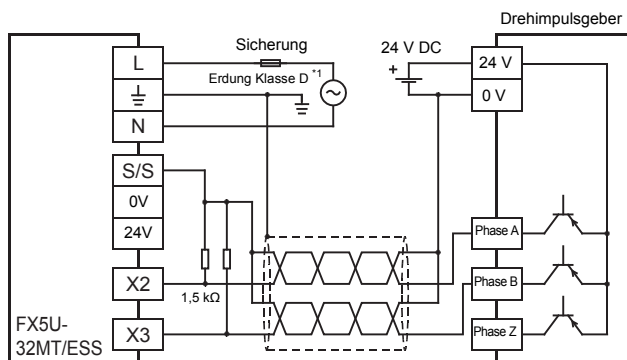 Drehimpulsgeber
Sicherung
24 V DC
L
24 V
Erdung Klasse D *1
+
0 V
N
S/S
0V
24V
Phase A
X2
1,5 kΩ
Phase B
X3
Phase Z
FX5U-
32MT/ESS